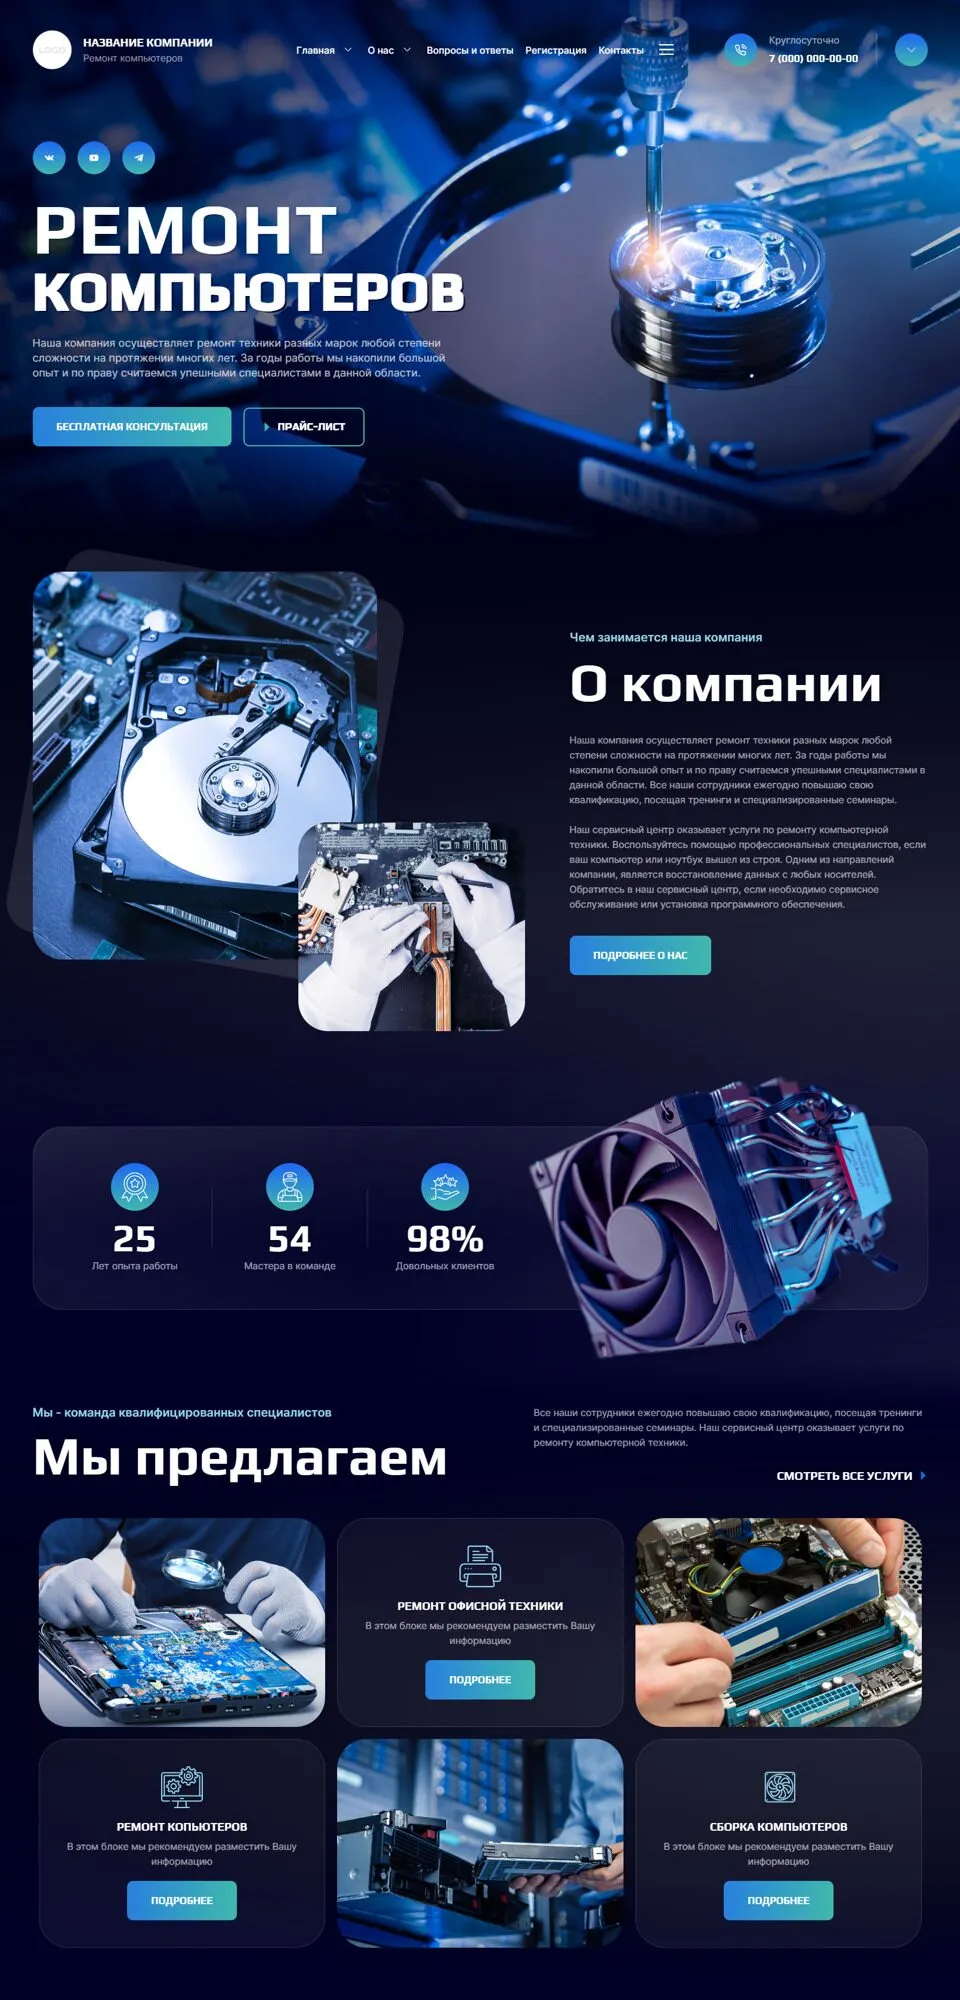 LOGO
НАЗВАНИЕ КОМПАНИИ
Ремонт компьютеров
Главная
О нас
Вопросы и ответы
Регистрация
Контакты
Круглосуточно
7 (000) 000-00-00
РЕМОНТ
КОМПЬЮТЕРОВ
Наша компания осуществляет ремонт техники разных марок любой степени
сложности на протяжении многих лет. За годы работы мы накопили большой
опыт и по праву считаемся упешными специалистами в данной области.
БЕСПЛАТНАЯ КОНСУЛЬТАЦИЯ
ПРАЙС-ЛИСТ
Чем занимается наша компания
О компании
Наша компания осуществляет ремонт техники разных марок любой
степени сложности на протяжении многих лет. За годы работы мы
накопили большой опыт и по праву считаемся упешными специалистами в
данной области. Все наши сотрудники ежегодно повышаю свою
квалификацию, посещая тренинги и специализированные семинары.
Наш сервисный центр оказывает услуги по ремонту компьютерной
техники. Воспользуйтесь помощью профессиональных специалистов, если
ваш компьютер или ноутбук вышел из строя. Одним из направлений
компании, является восстановление данных с любых носителей.
Обратитесь в наш сервисный центр, если необходимо сервисное
обслуживание или установка программного обеспечения.
ПОДРОБНЕЕ О НАС
25
Лет опыта работы
54
Мастера в команде
98%
Довольных клиентов
Мы - команда квалифицированных специалистов
Мы предлагаем
Все наши сотрудники ежегодно повышаю свою квалификацию, посещая тренинги
и специализированные семинары. Наш сервисный центр оказывает услуги по
ремонту компьютерной техники.
СМОТРЕТЬ ВСЕ УСЛУГИ
РЕМОНТ ОФИСНОЙ ТЕХНИКИ
В этом блоке мы рекомендуем разместить Вашу
информацию
ПОДРОБНЕЕ
РЕМОНТ КОПЬЮТЕРОВ
В этом блоке мы рекомендуем разместить Вашу
информацию
ПОДРОБНЕЕ
СБОРКА КОМПЬЮТЕРОВ
В этом блоке мы рекомендуем разместить Вашу
информацию
ПОДРОБНЕЕ